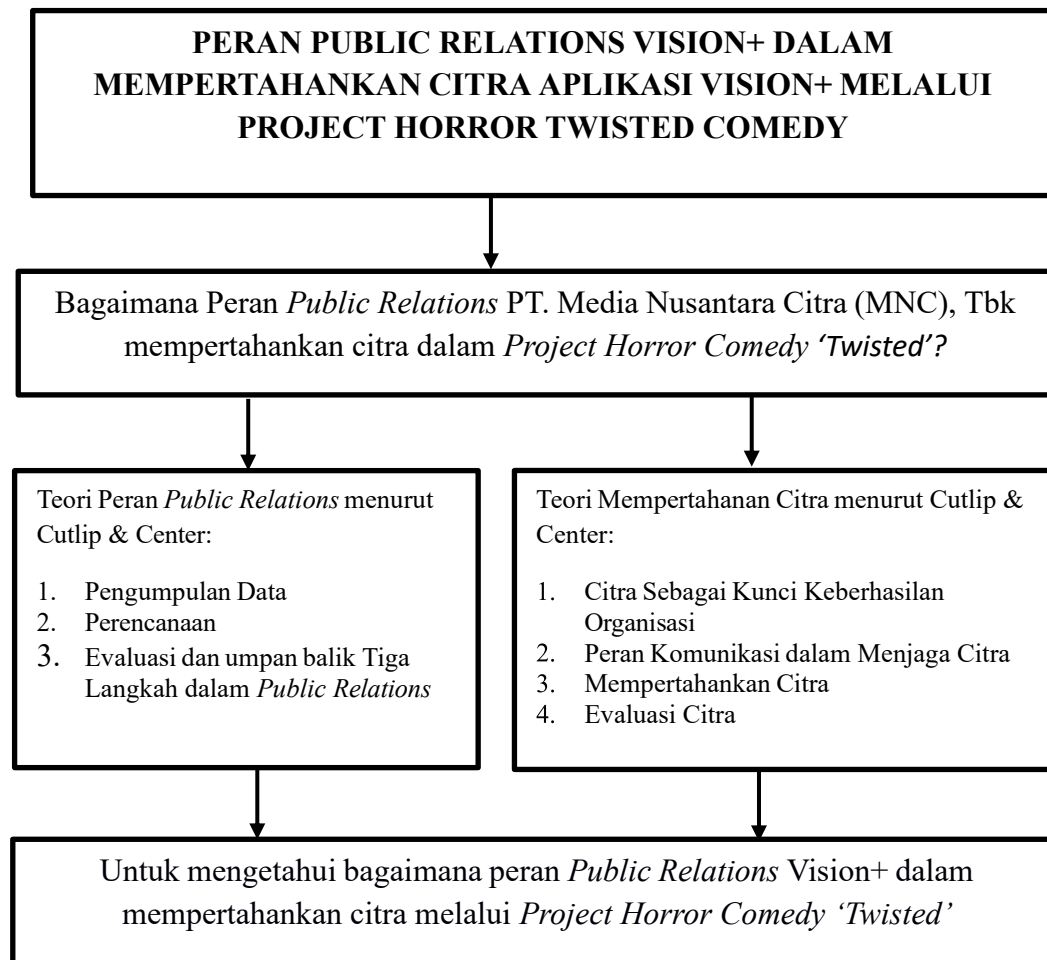 PERAN PUBLIC RELATIONS VISION+ DALAM
MEMPERTAHANKAN CITRA APLIKASI VISION+ MELALUI
PROJECT HORROR TWISTED COMEDY
Bagaimana Peran Public Relations PT. Media Nusantara Citra (MNC), Tbk
mempertahankan citra dalam Project Horror Comedy ‘Twisted’?
Teori Peran Public Relations menurut
Cutlip & Center:
1. Pengumpulan Data
2. Perencanaan
3. Evaluasi dan umpan balik Tiga
Langkah dalam Public Relations
Teori Mempertahanan Citra menurut Cutlip &
Center:
1. Citra Sebagai Kunci Keberhasilan
Organisasi
2. Peran Komunikasi dalam Menjaga Citra
3. Mempertahankan Citra
4. Evaluasi Citra
Untuk mengetahui bagaimana peran Public Relations Vision+ dalam
mempertahankan citra melalui Project Horror Comedy ‘Twisted’